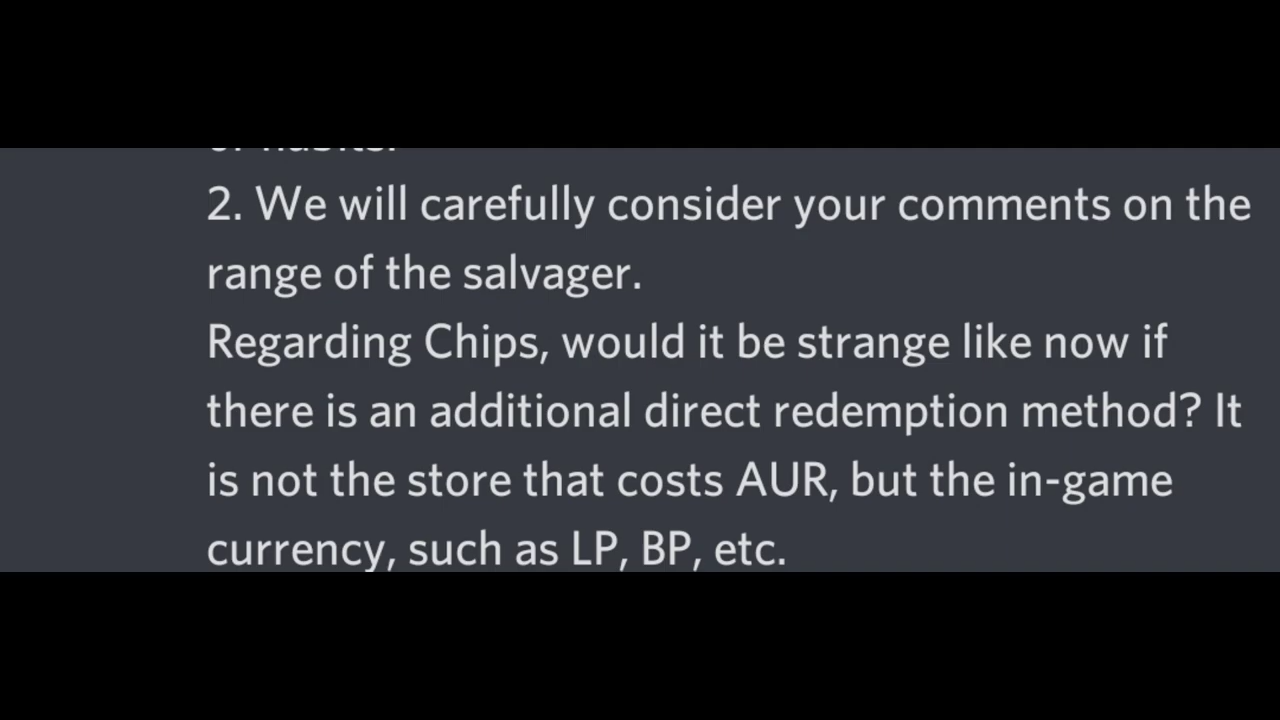 2. We will carefully consider your comments on the
range of the salvager.
Regarding Chips, would it be strange like now if
there is an additional direct redemption method? It
is not the store that costs AUR, but the in-game
currency, such as LP, BP, etc.